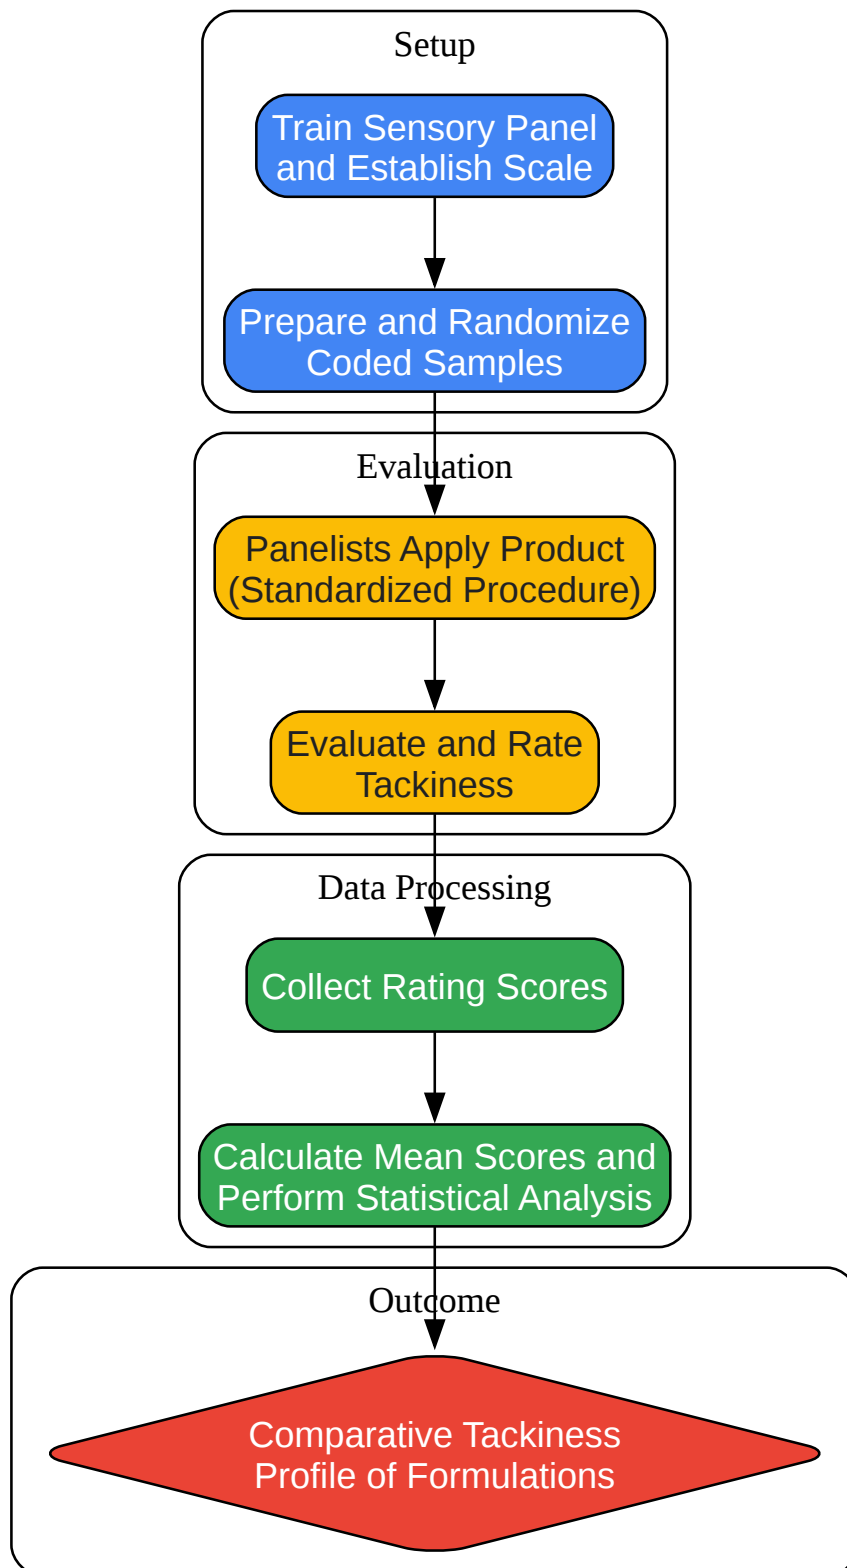 Setup
Train Sensory Panel
and Establish Scale
Prepare and Randomize
Coded Samples
Evaluation
Panelists Apply Product
(Standardized Procedure)
Evaluate and Rate
Tackiness
Data Processing
Collect Rating Scores
Calculate Mean Scores and
Perform Statistical Analysis
Outcome
Comparative Tackiness
Profile of Formulations